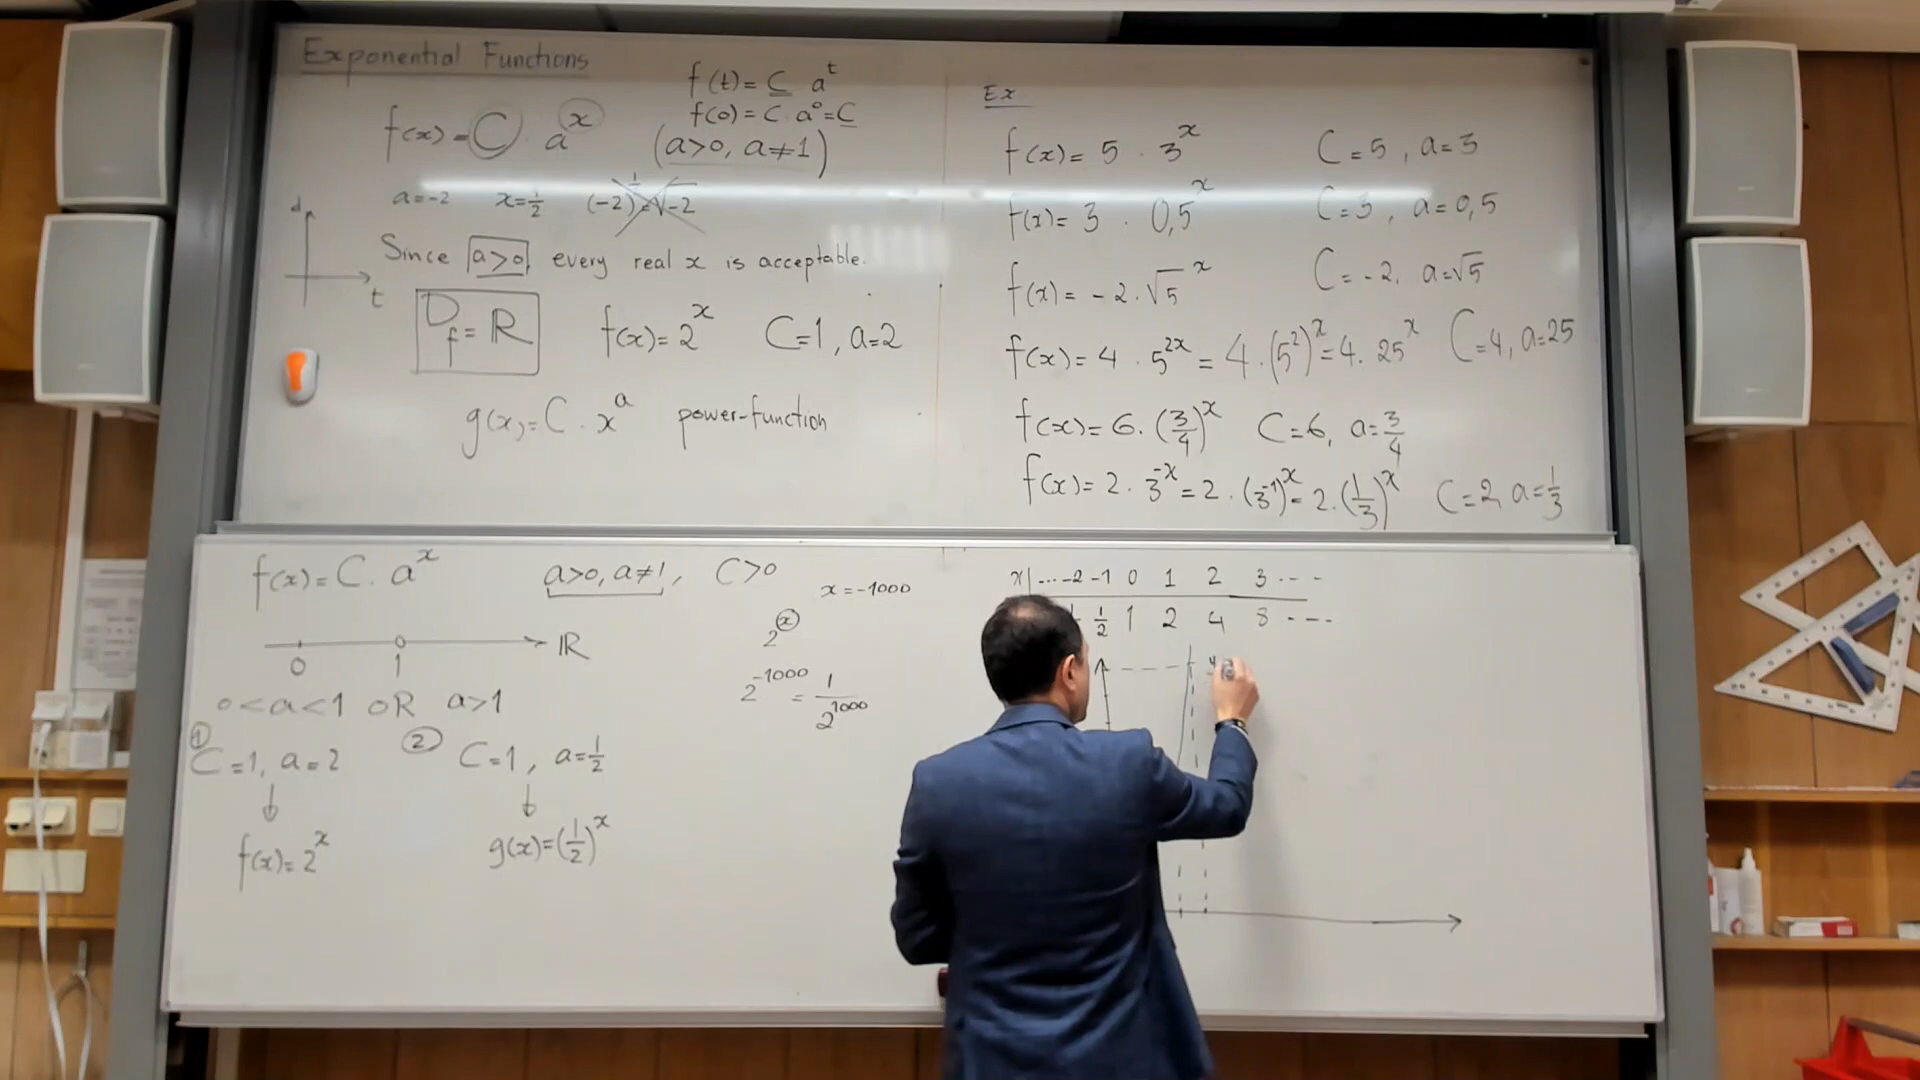 Exponential Functions
f(x) = C · a^x
f(t) = C a^t
f(0) = C · a^0 = C
(a>0, a≠1)
a=-2 x=1/2 (-2)^1/2 = √-2
d
t
Since a>0, every real x is acceptable.
D_f = ℝ f(x) = 2^x C=1, a=2
g(x) = C · x^a power-function
Ex
f(x) = 5 · 3^x C=5, a=3
f(x) = 3 · 0,5^x C=3, a=0,5
f(x) = -2 · √5^x C=-2, a=√5
f(x) = 4 · 5^2x = 4 · (5^2)^x = 4 · 25^x C=4, a=25
f(x) = 6 · (3/4)^x C=6, a=3/4
f(x) = 2 · 3^-x = 2 · (3^-1)^x = 2 · (1/3)^x C=2, a=1/3
f(x) = C · a^x a>0, a≠1, C>0
0 1 ℝ
0<a<1 OR a>1
① C=1, a=2 ② C=1, a=1/2
f(x) = 2^x g(x) = (1/2)^x
x = -1000
2^x
2^-1000 = 1/2^1000
x | ... -2 -1 0 1 2 3 ---
1/2 1 2 4 8 ---